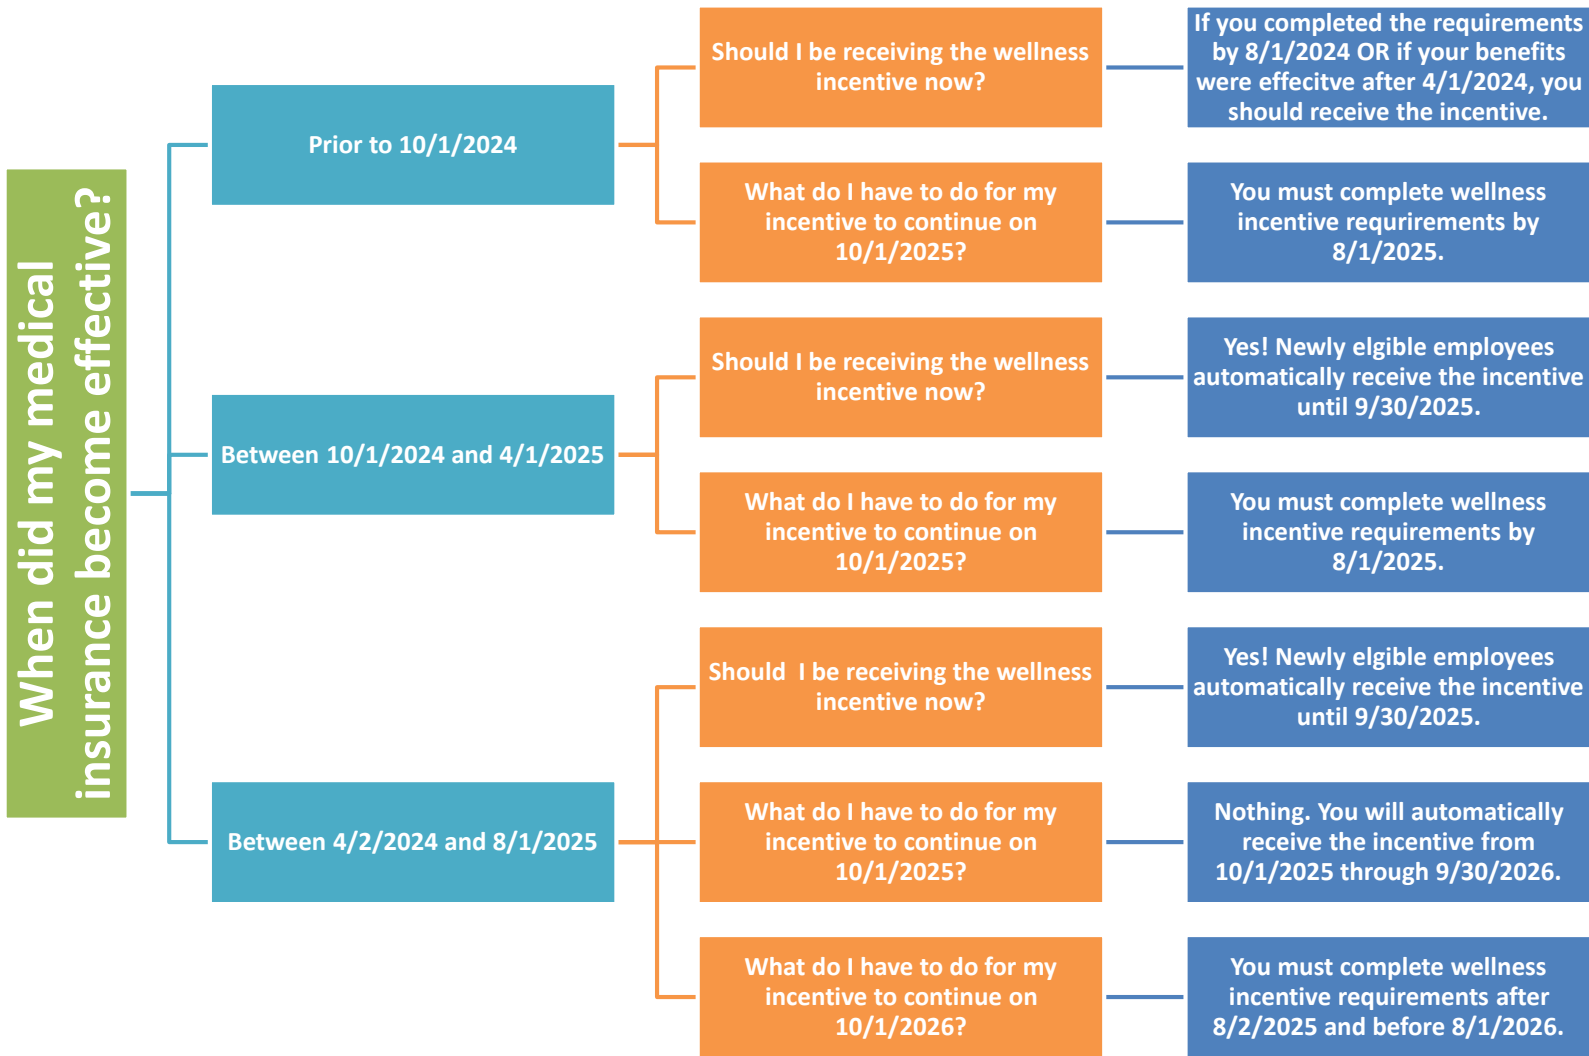 When did my medical
insurance become effective?
Prior to 10/1/2024
Should I be receiving the wellness
incentive now?
If you completed the requirements
by 8/1/2024 OR if your benefits
were effecitve after 4/1/2024, you
should receive the incentive.
What do I have to do for my
incentive to continue on
10/1/2025?
You must complete wellness
incentive requrirements by
8/1/2025.
Between 10/1/2024 and 4/1/2025
Should I be receiving the wellness
incentive now?
Yes! Newly elgible employees
automatically receive the incentive
until 9/30/2025.
What do I have to do for my
incentive to continue on
10/1/2025?
You must complete wellness
incentive requirements by
8/1/2025.
Between 4/2/2024 and 8/1/2025
Should  I be receiving the wellness
incentive now?
Yes! Newly elgible employees
automatically receive the incentive
until 9/30/2025.
What do I have to do for my
incentive to continue on
10/1/2025?
Nothing. You will automatically
receive the incentive from
10/1/2025 through 9/30/2026.
What do I have to do for my
incentive to continue on
10/1/2026?
You must complete wellness
incentive requirements after
8/2/2025 and before 8/1/2026.